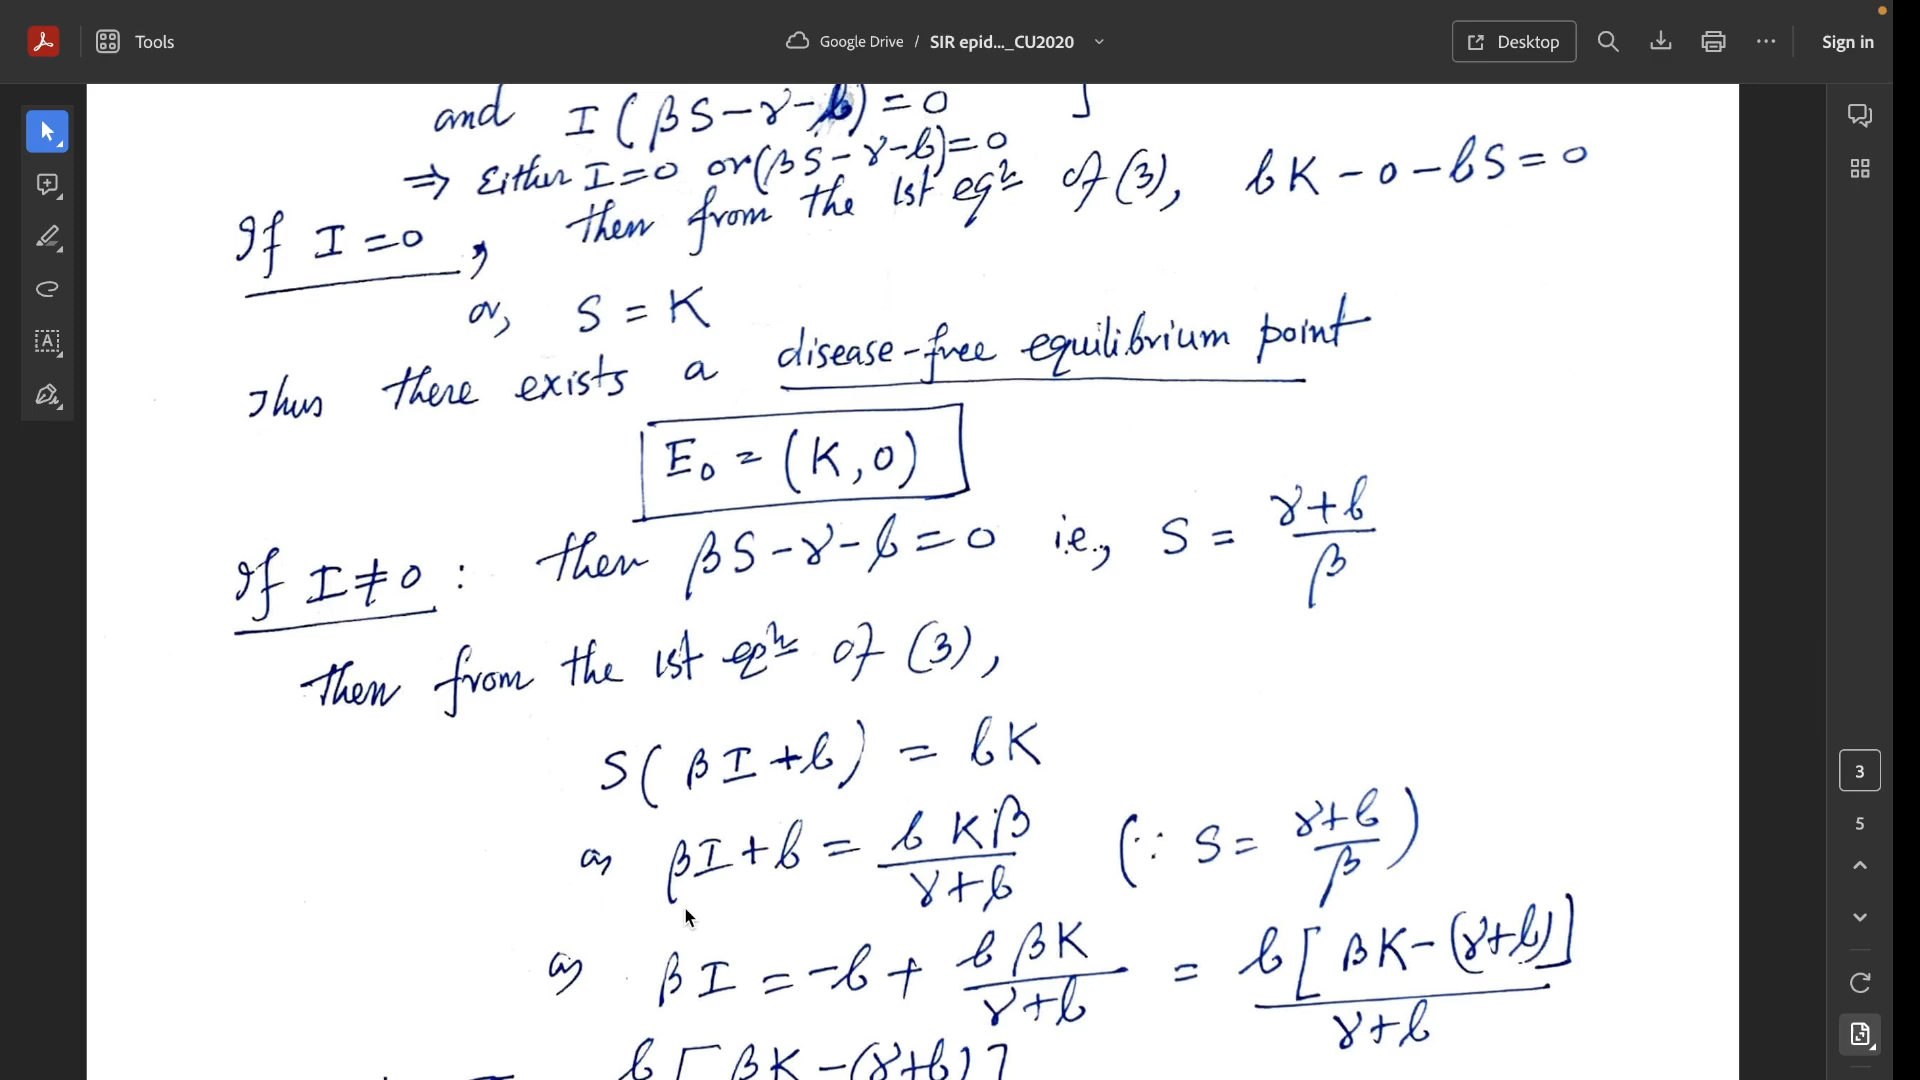 Tools
Google Drive / SIR epid..._CU2020
Desktop
Sign in
and I(βS-γ-b)=0 ]
⇒ Either I=0 or(βS-γ-b)=0
If I=0, then from the 1st eqn of (3), bK-0-bS=0
or, S=K
Thus there exists a disease-free equilibrium point
E₀ = (K,0)
If I≠0: then βS-γ-b=0 i.e., S = (γ+b)/β
Then from the 1st eqn of (3),
S(βI+b) = bK
or, βI+b = bKβ/(γ+b) (∵ S = (γ+b)/β)
or, βI = -b + bβK/(γ+b) = b[βK-(γ+b)]/(γ+b)
b[βK-(γ+b)]
3
5